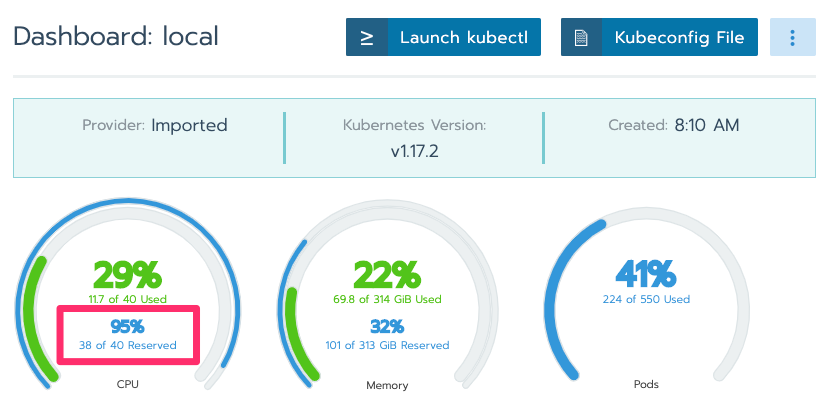 Dashboard: local
Launch kubectl
Kubeconfig File
Provider: Imported
Kubernetes Version:
v1.17.2
Created: 8:10 AM
29%
11.7 of 40 Used
95%
38 of 40 Reserved
CPU
22%
69.8 of 314 GiB Used
32%
101 of 313 GiB Reserved
Memory
41%
224 of 550 Used
Pods